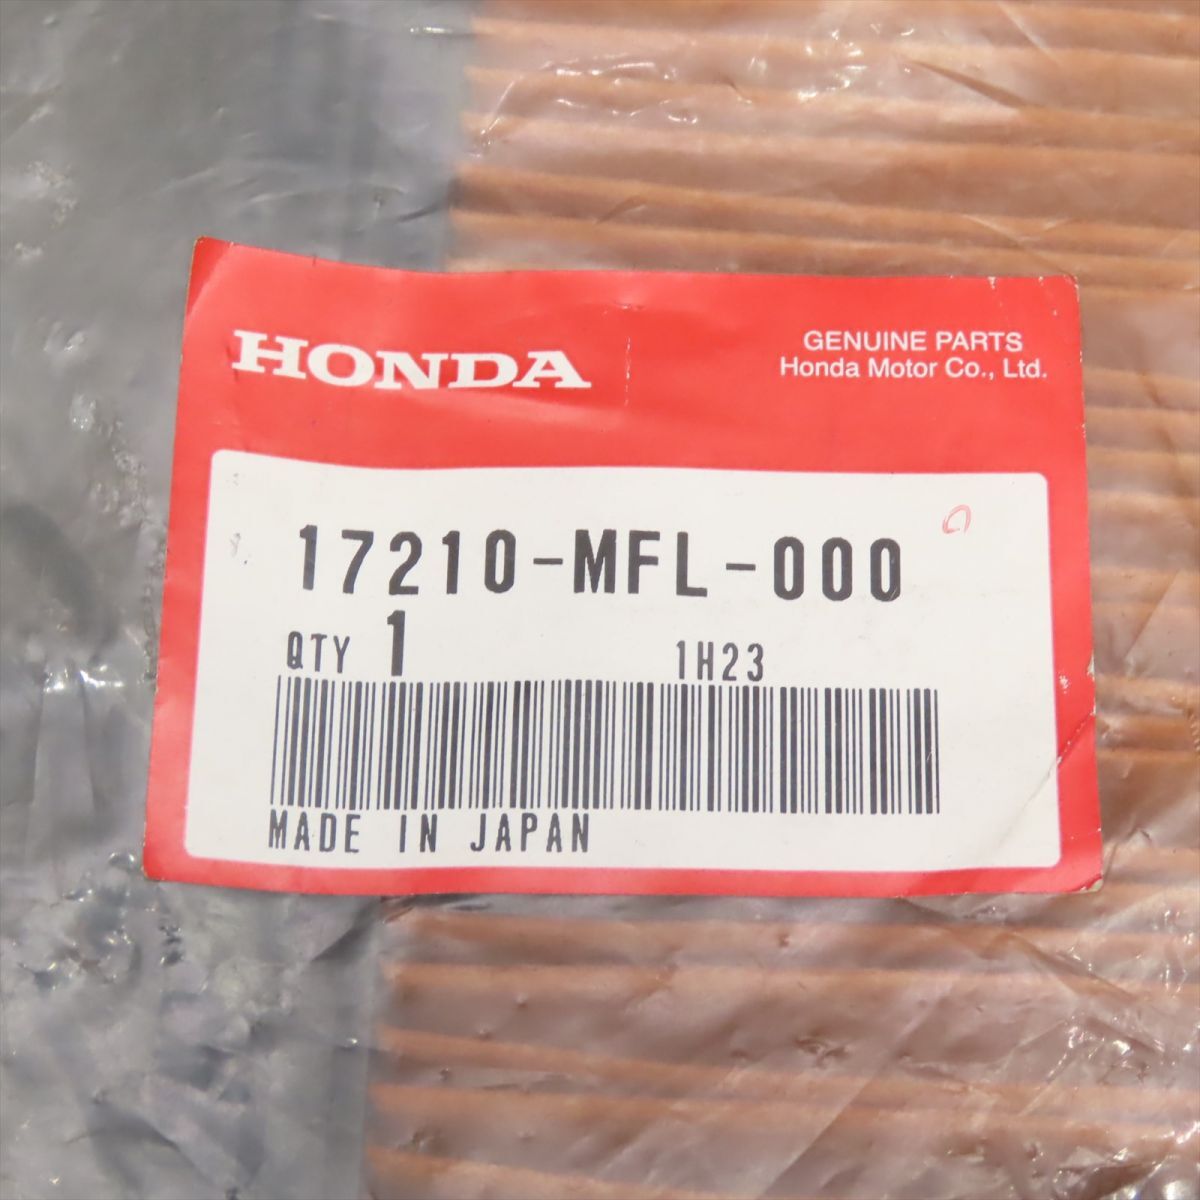 HONDA
GENUINE PARTS
Honda Motor Co., Ltd.
17210-MFL-000
QTY 1 1H23
MADE IN JAPAN